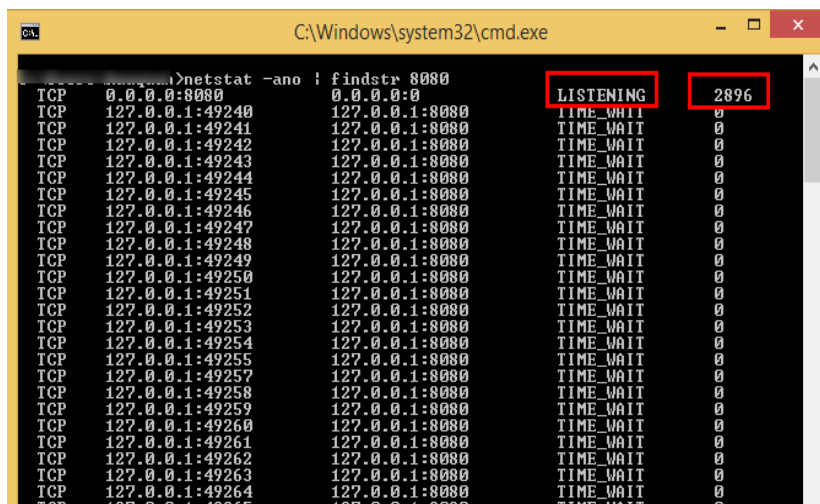 C:\Windows\system32\cmd.exe
>netstat -ano | findstr 8080
TCP 0.0.0.0:8080 0.0.0.0:0 LISTENING 2896
TCP 127.0.0.1:49240 127.0.0.1:8080 TIME_WAIT 0
TCP 127.0.0.1:49241 127.0.0.1:8080 TIME_WAIT 0
TCP 127.0.0.1:49242 127.0.0.1:8080 TIME_WAIT 0
TCP 127.0.0.1:49243 127.0.0.1:8080 TIME_WAIT 0
TCP 127.0.0.1:49244 127.0.0.1:8080 TIME_WAIT 0
TCP 127.0.0.1:49245 127.0.0.1:8080 TIME_WAIT 0
TCP 127.0.0.1:49246 127.0.0.1:8080 TIME_WAIT 0
TCP 127.0.0.1:49247 127.0.0.1:8080 TIME_WAIT 0
TCP 127.0.0.1:49248 127.0.0.1:8080 TIME_WAIT 0
TCP 127.0.0.1:49249 127.0.0.1:8080 TIME_WAIT 0
TCP 127.0.0.1:49250 127.0.0.1:8080 TIME_WAIT 0
TCP 127.0.0.1:49251 127.0.0.1:8080 TIME_WAIT 0
TCP 127.0.0.1:49252 127.0.0.1:8080 TIME_WAIT 0
TCP 127.0.0.1:49253 127.0.0.1:8080 TIME_WAIT 0
TCP 127.0.0.1:49254 127.0.0.1:8080 TIME_WAIT 0
TCP 127.0.0.1:49255 127.0.0.1:8080 TIME_WAIT 0
TCP 127.0.0.1:49257 127.0.0.1:8080 TIME_WAIT 0
TCP 127.0.0.1:49258 127.0.0.1:8080 TIME_WAIT 0
TCP 127.0.0.1:49259 127.0.0.1:8080 TIME_WAIT 0
TCP 127.0.0.1:49260 127.0.0.1:8080 TIME_WAIT 0
TCP 127.0.0.1:49261 127.0.0.1:8080 TIME_WAIT 0
TCP 127.0.0.1:49262 127.0.0.1:8080 TIME_WAIT 0
TCP 127.0.0.1:49263 127.0.0.1:8080 TIME_WAIT 0
TCP 127.0.0.1:49264 127.0.0.1:8080 TIME_WAIT 0